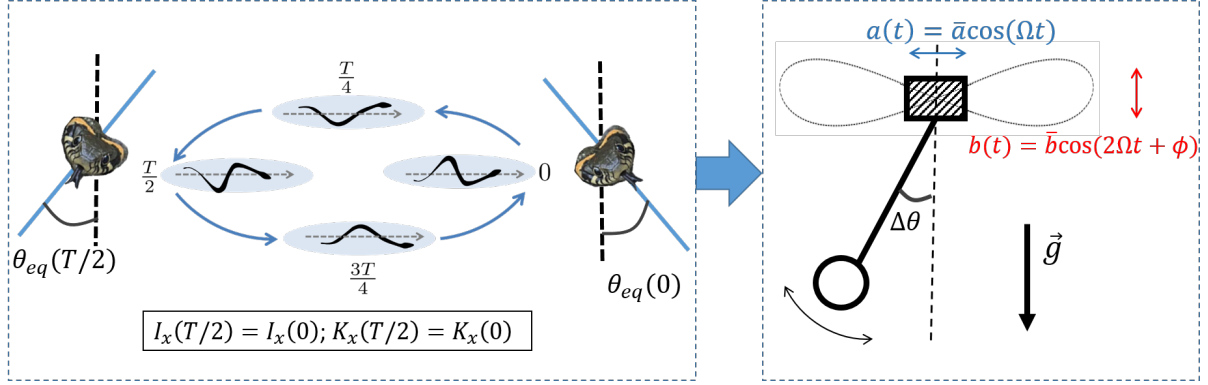 T/4
T/2
0
3T/4
θ_eq(T/2)
θ_eq(0)
I_x(T/2) = I_x(0); K_x(T/2) = K_x(0)
a(t) = a̅cos(Ωt)
b(t) = b̅cos(2Ωt + ϕ)
Δθ
g⃗